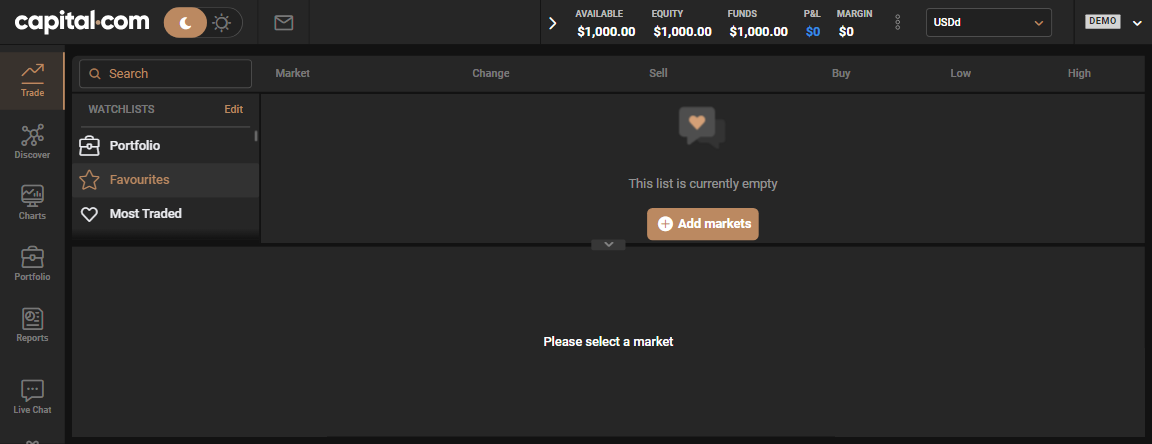 capital.com
AVAILABLE EQUITY FUNDS P&L MARGIN
$1,000.00 $1,000.00 $1,000.00 $0 $0
USDd
DEMO
Trade
Discover
Charts
Portfolio
Reports
Live Chat
Search
WATCHLISTS Edit
Portfolio
Favourites
Most Traded
Market Change Sell Buy Low High
This list is currently empty
Add markets
Please select a market